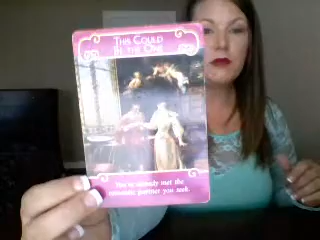 This Could
Be the One
You've already met the
romantic partner you seek.